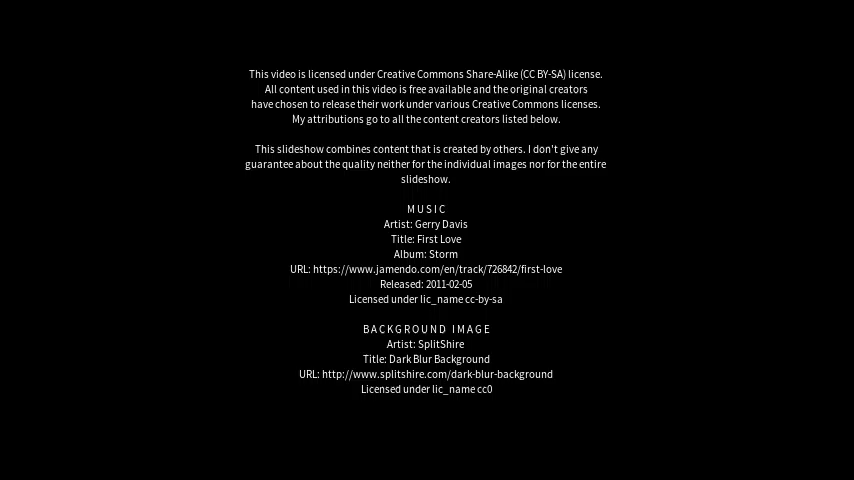 This video is licensed under Creative Commons Share-Alike (CC BY-SA) license.
All content used in this video is free available and the original creators
have chosen to release their work under various Creative Commons licenses.
My attributions go to all the content creators listed below.
This slideshow combines content that is created by others. I don't give any
guarantee about the quality neither for the individual images nor for the entire
slideshow.
MUSIC
Artist: Gerry Davis
Title: First Love
Album: Storm
URL: https://www.jamendo.com/en/track/726842/first-love
Released: 2011-02-05
Licensed under lic_name cc-by-sa
BACKGROUND IMAGE
Artist: SplitShire
Title: Dark Blur Background
URL: http://www.splitshire.com/dark-blur-background
Licensed under lic_name cc0